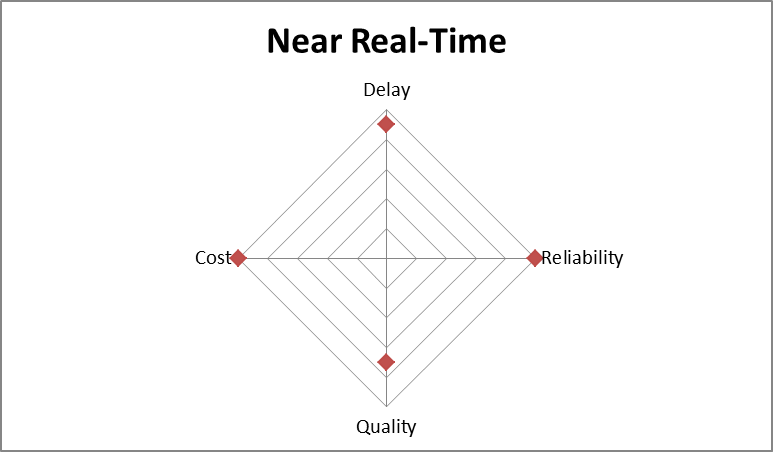 Near Real-Time
Delay
Cost
Reliability
Quality